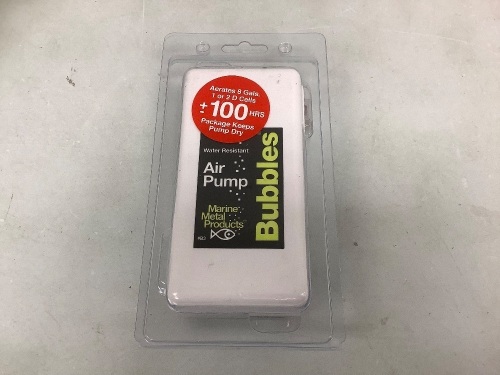 Aerates 8 Gals.
1 or 2 D Cells
± 100 HRS
Package Keeps
Pump Dry
Water Resistant
Air
Pump
Bubbles
Marine
Metal
Products